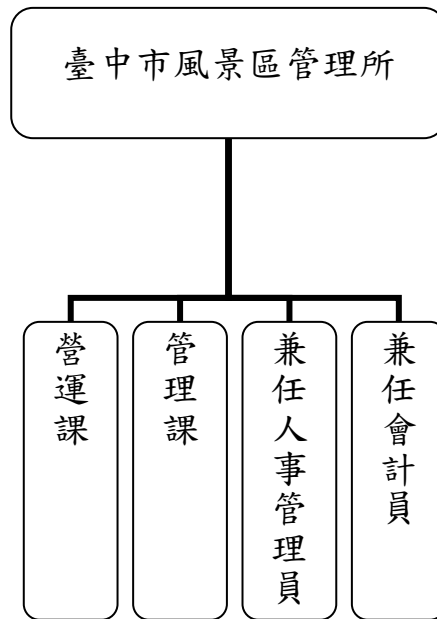 臺中市風景區管理所
營運課
管理課
兼任人事管理員
兼任會計員